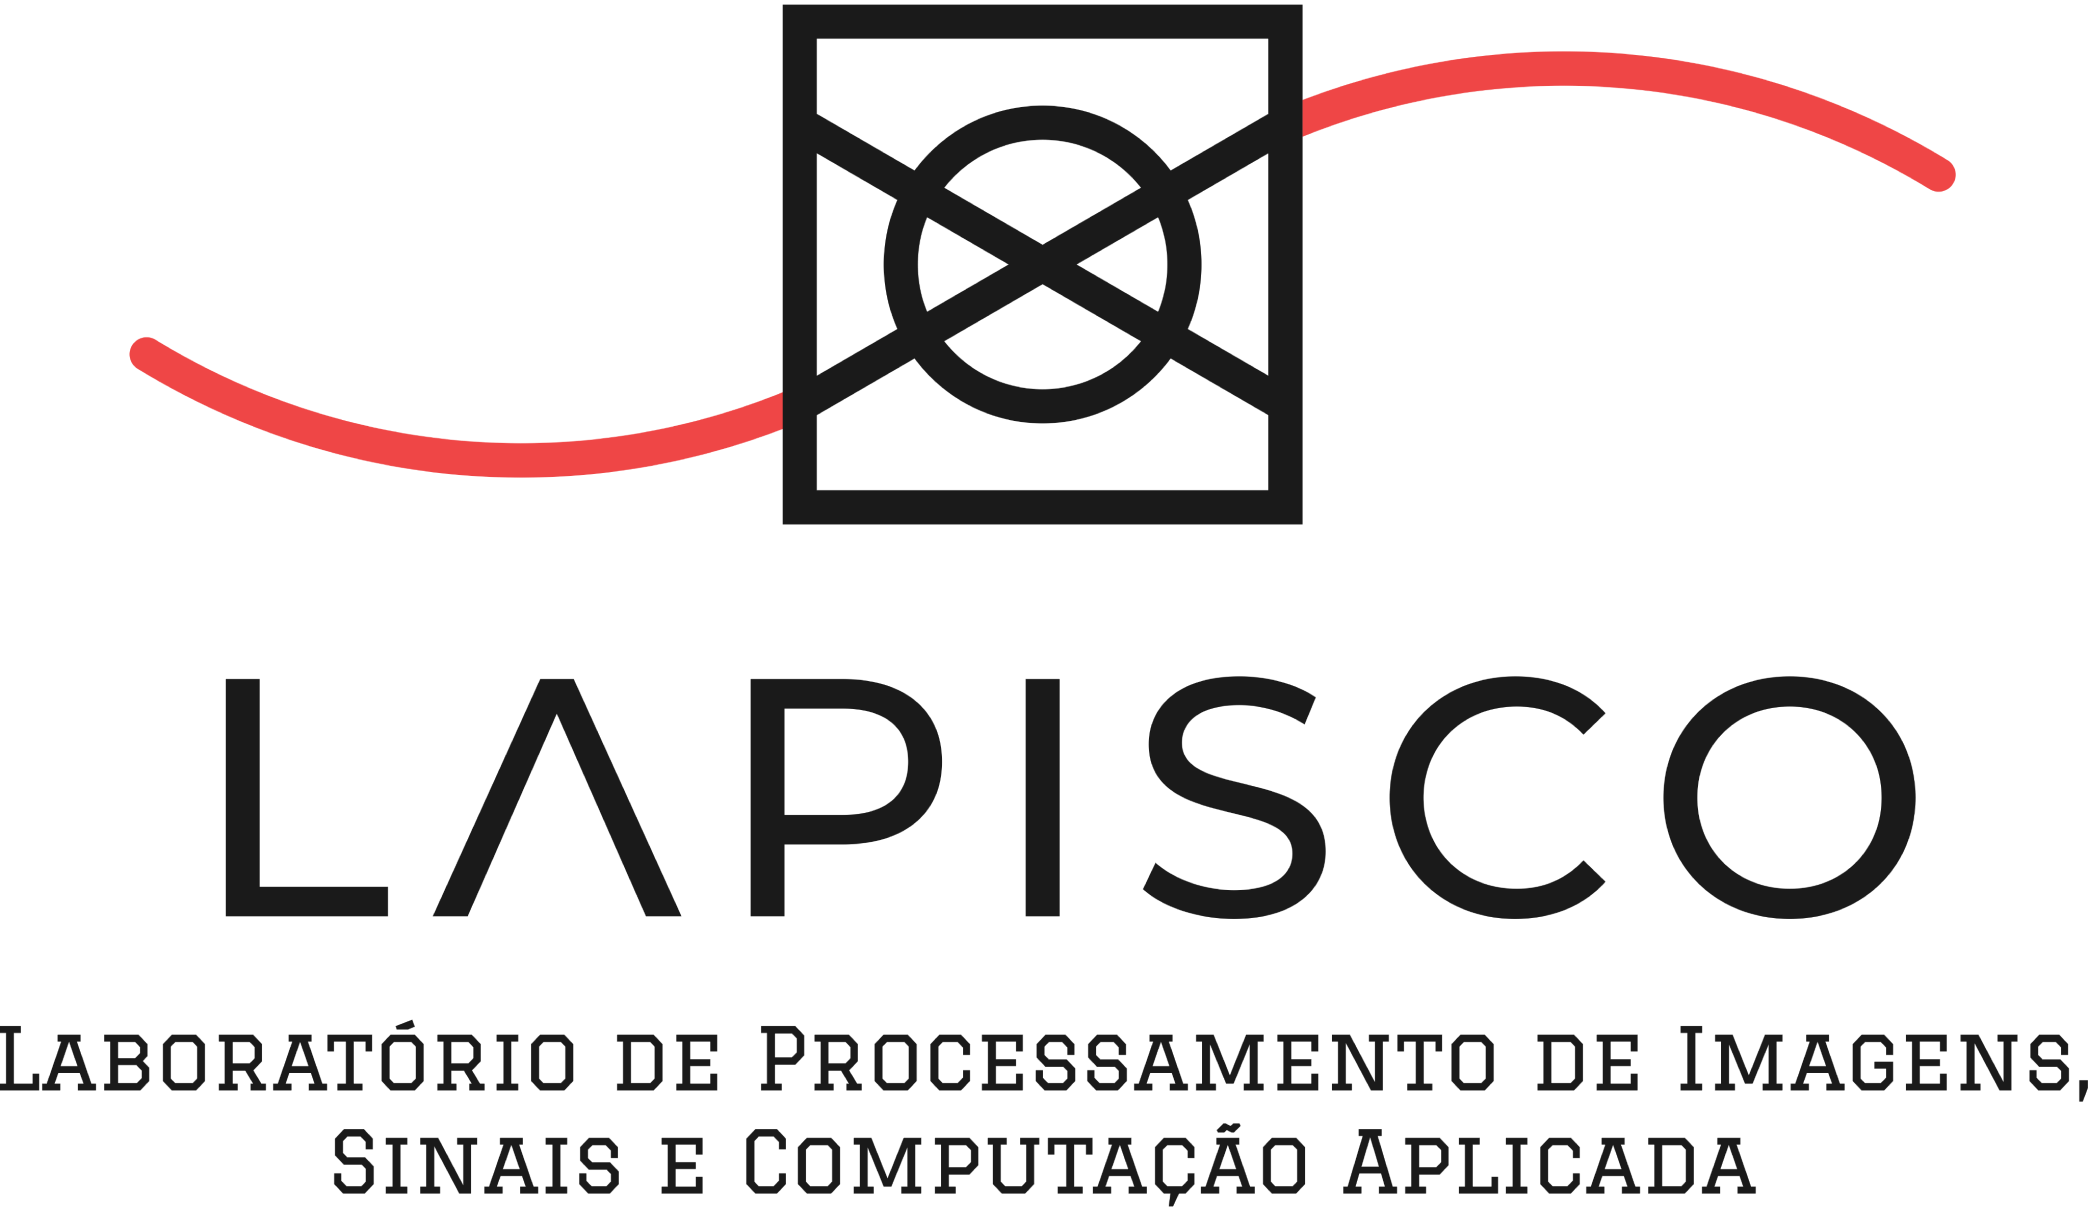 LAPISCO
Laboratório de Processamento de Imagens,
Sinais e Computação Aplicada